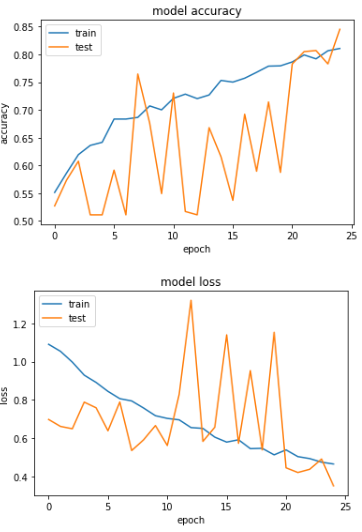 model accuracy
train
test
0.85
0.80
0.75
0.70
0.65
0.60
0.55
0.50
accuracy
0 5 10 15 20 25
epoch
model loss
train
test
1.2
1.0
0.8
0.6
0.4
loss
0 5 10 15 20 25
epoch